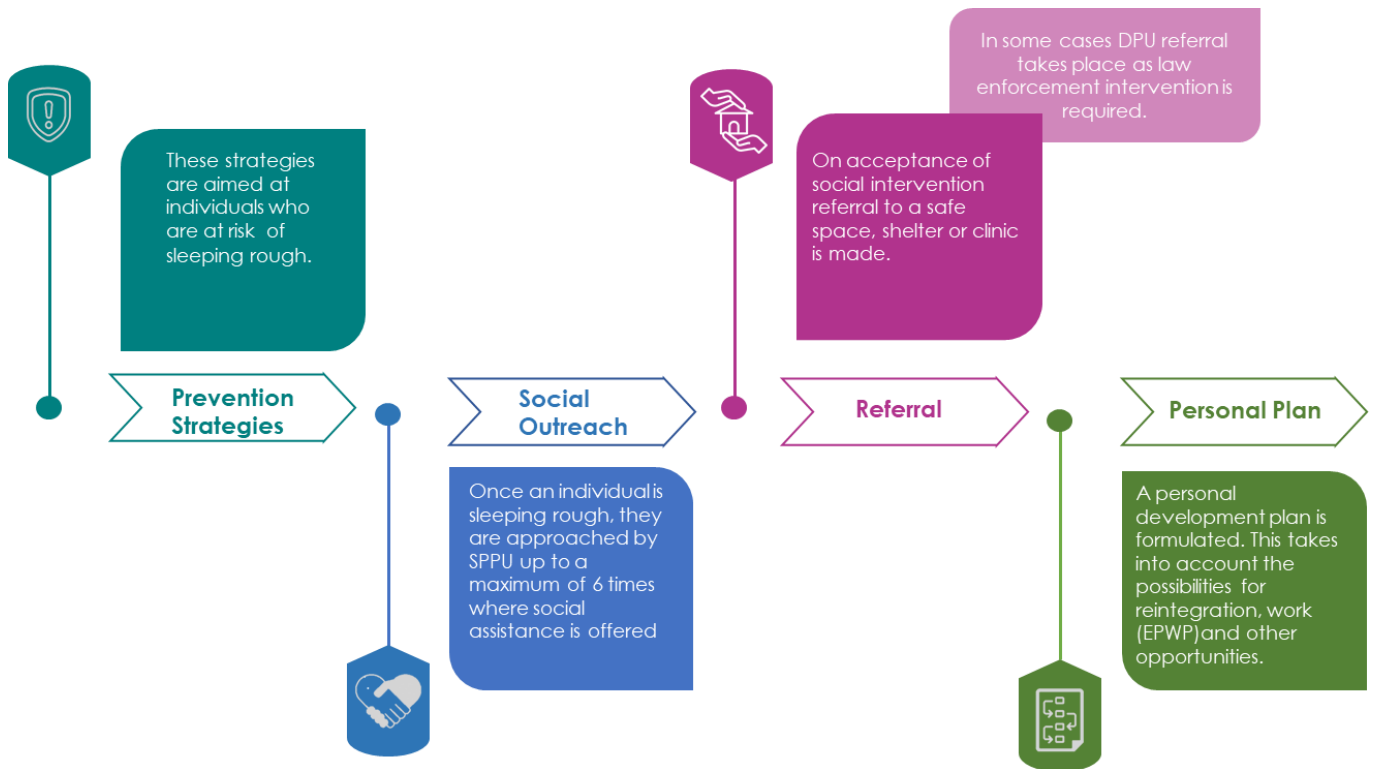 These strategies
are aimed at
individuals who
are at risk of
sleeping rough.
Prevention
Strategies
Social
Outreach
Once an individual is
sleeping rough, they
are approached by
SPPU up to a
maximum of 6 times
where social
assistance is offered
In some cases DPU referral
takes place as law
enforcement intervention is
required.
On acceptance of
social intervention
referral to a safe
space, shelter or clinic
is made.
Referral
Personal Plan
A personal
development plan is
formulated. This takes
into account the
possibilities for
reintegration, work
(EPWP)and other
opportunities.